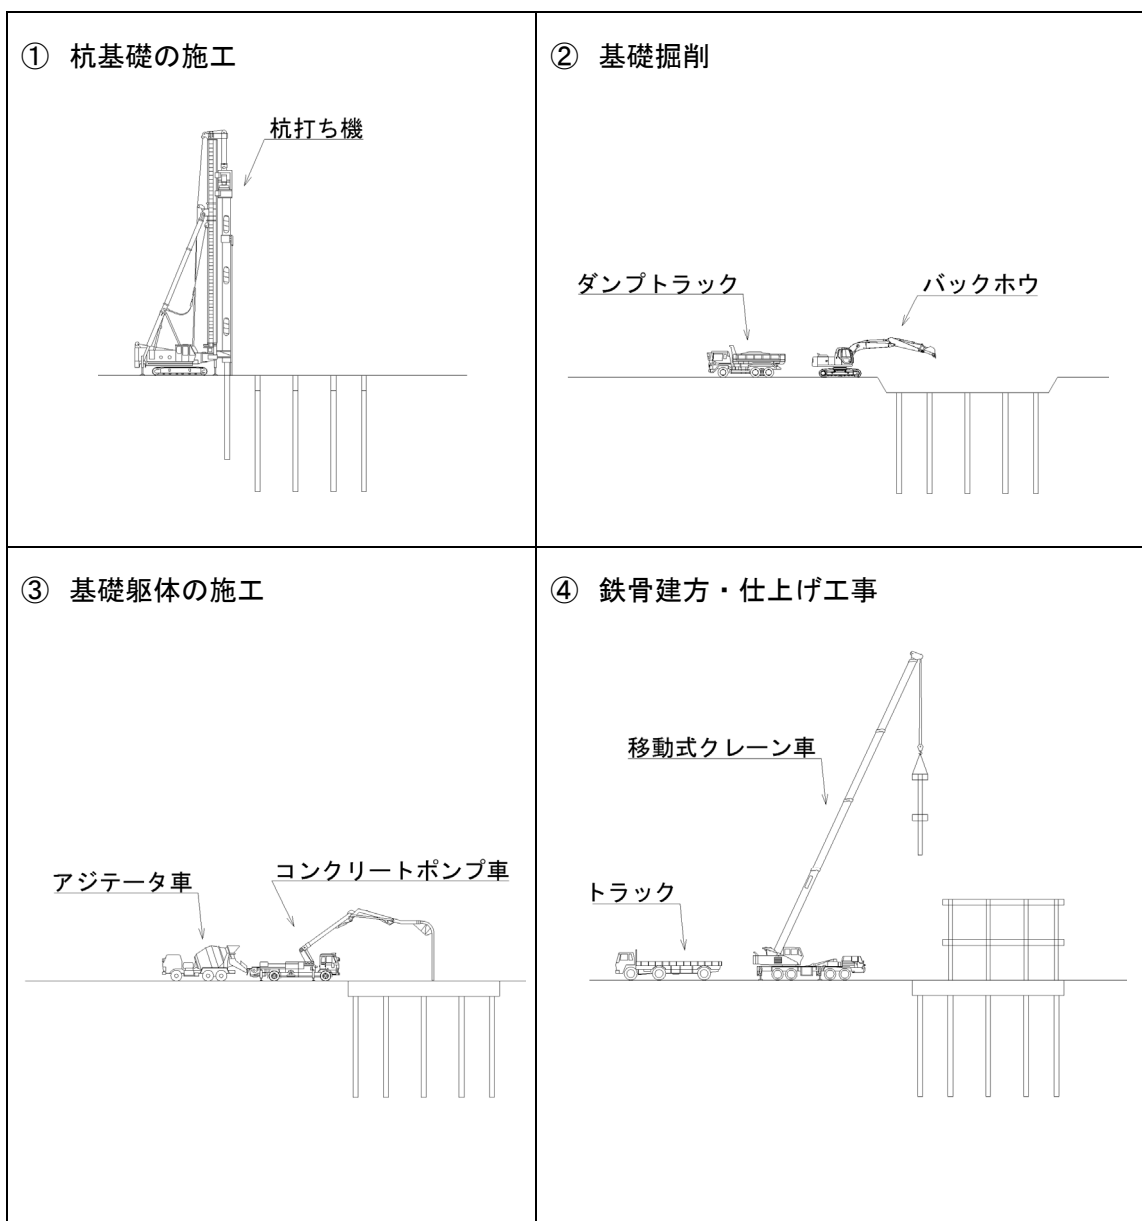 ① 杭基礎の施工
杭打ち機
② 基礎掘削
ダンプトラック
バックホウ
③ 基礎躯体の施工
アジテータ車
コンクリートポンプ車
④ 鉄骨建方・仕上げ工事
移動式クレーン車
トラック